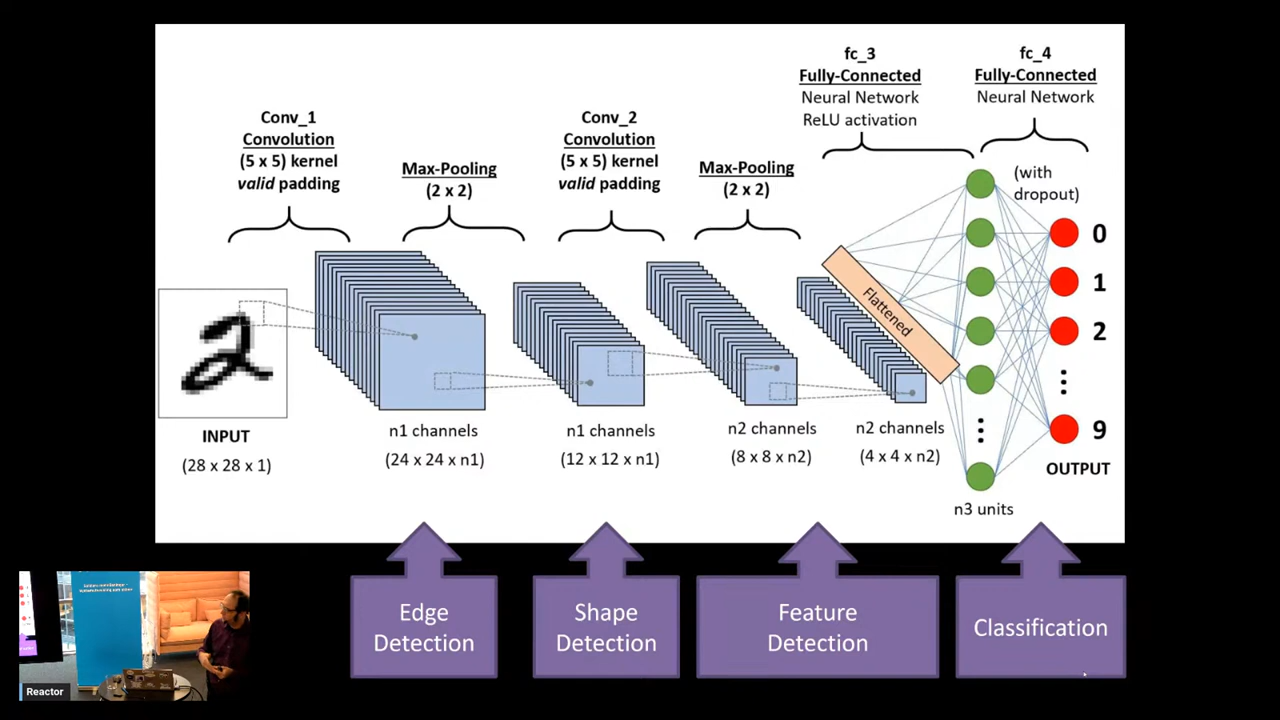 Conv_1
Convolution
(5 x 5) kernel
valid padding
Max-Pooling
(2 x 2)
Conv_2
Convolution
(5 x 5) kernel
valid padding
Max-Pooling
(2 x 2)
fc_3
Fully-Connected
Neural Network
ReLU activation
fc_4
Fully-Connected
Neural Network
(with
dropout)
Flattened
0
1
2
9
OUTPUT
2
INPUT
(28 x 28 x 1)
n1 channels
(24 x 24 x n1)
n1 channels
(12 x 12 x n1)
n2 channels
(8 x 8 x n2)
n2 channels
(4 x 4 x n2)
n3 units
Edge
Detection
Shape
Detection
Feature
Detection
Classification
Reactor